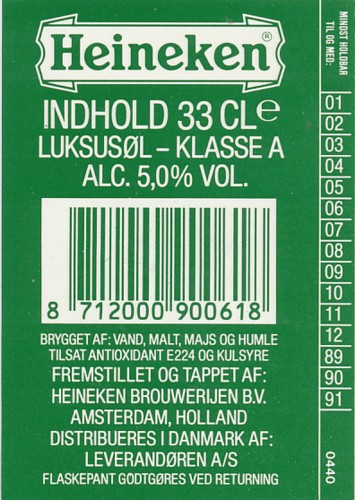 Heineken®
INDHOLD 33 CL ℮
LUKSUSØL – KLASSE A
ALC. 5,0% VOL.
8 712000 900618
BRYGGET AF: VAND, MALT, MAJS OG HUMLE
TILSAT ANTIOXIDANT E224 OG KULSYRE
FREMSTILLET OG TAPPET AF:
HEINEKEN BROUWERIJEN B.V.
AMSTERDAM, HOLLAND
DISTRIBUERES I DANMARK AF:
LEVERANDØREN A/S
FLASKEPANT GODTGØRES VED RETURNING
MINDST HOLDBAR
TIL OG MED:
01
02
03
04
05
06
07
08
09
10
11
12
89
90
91
0440